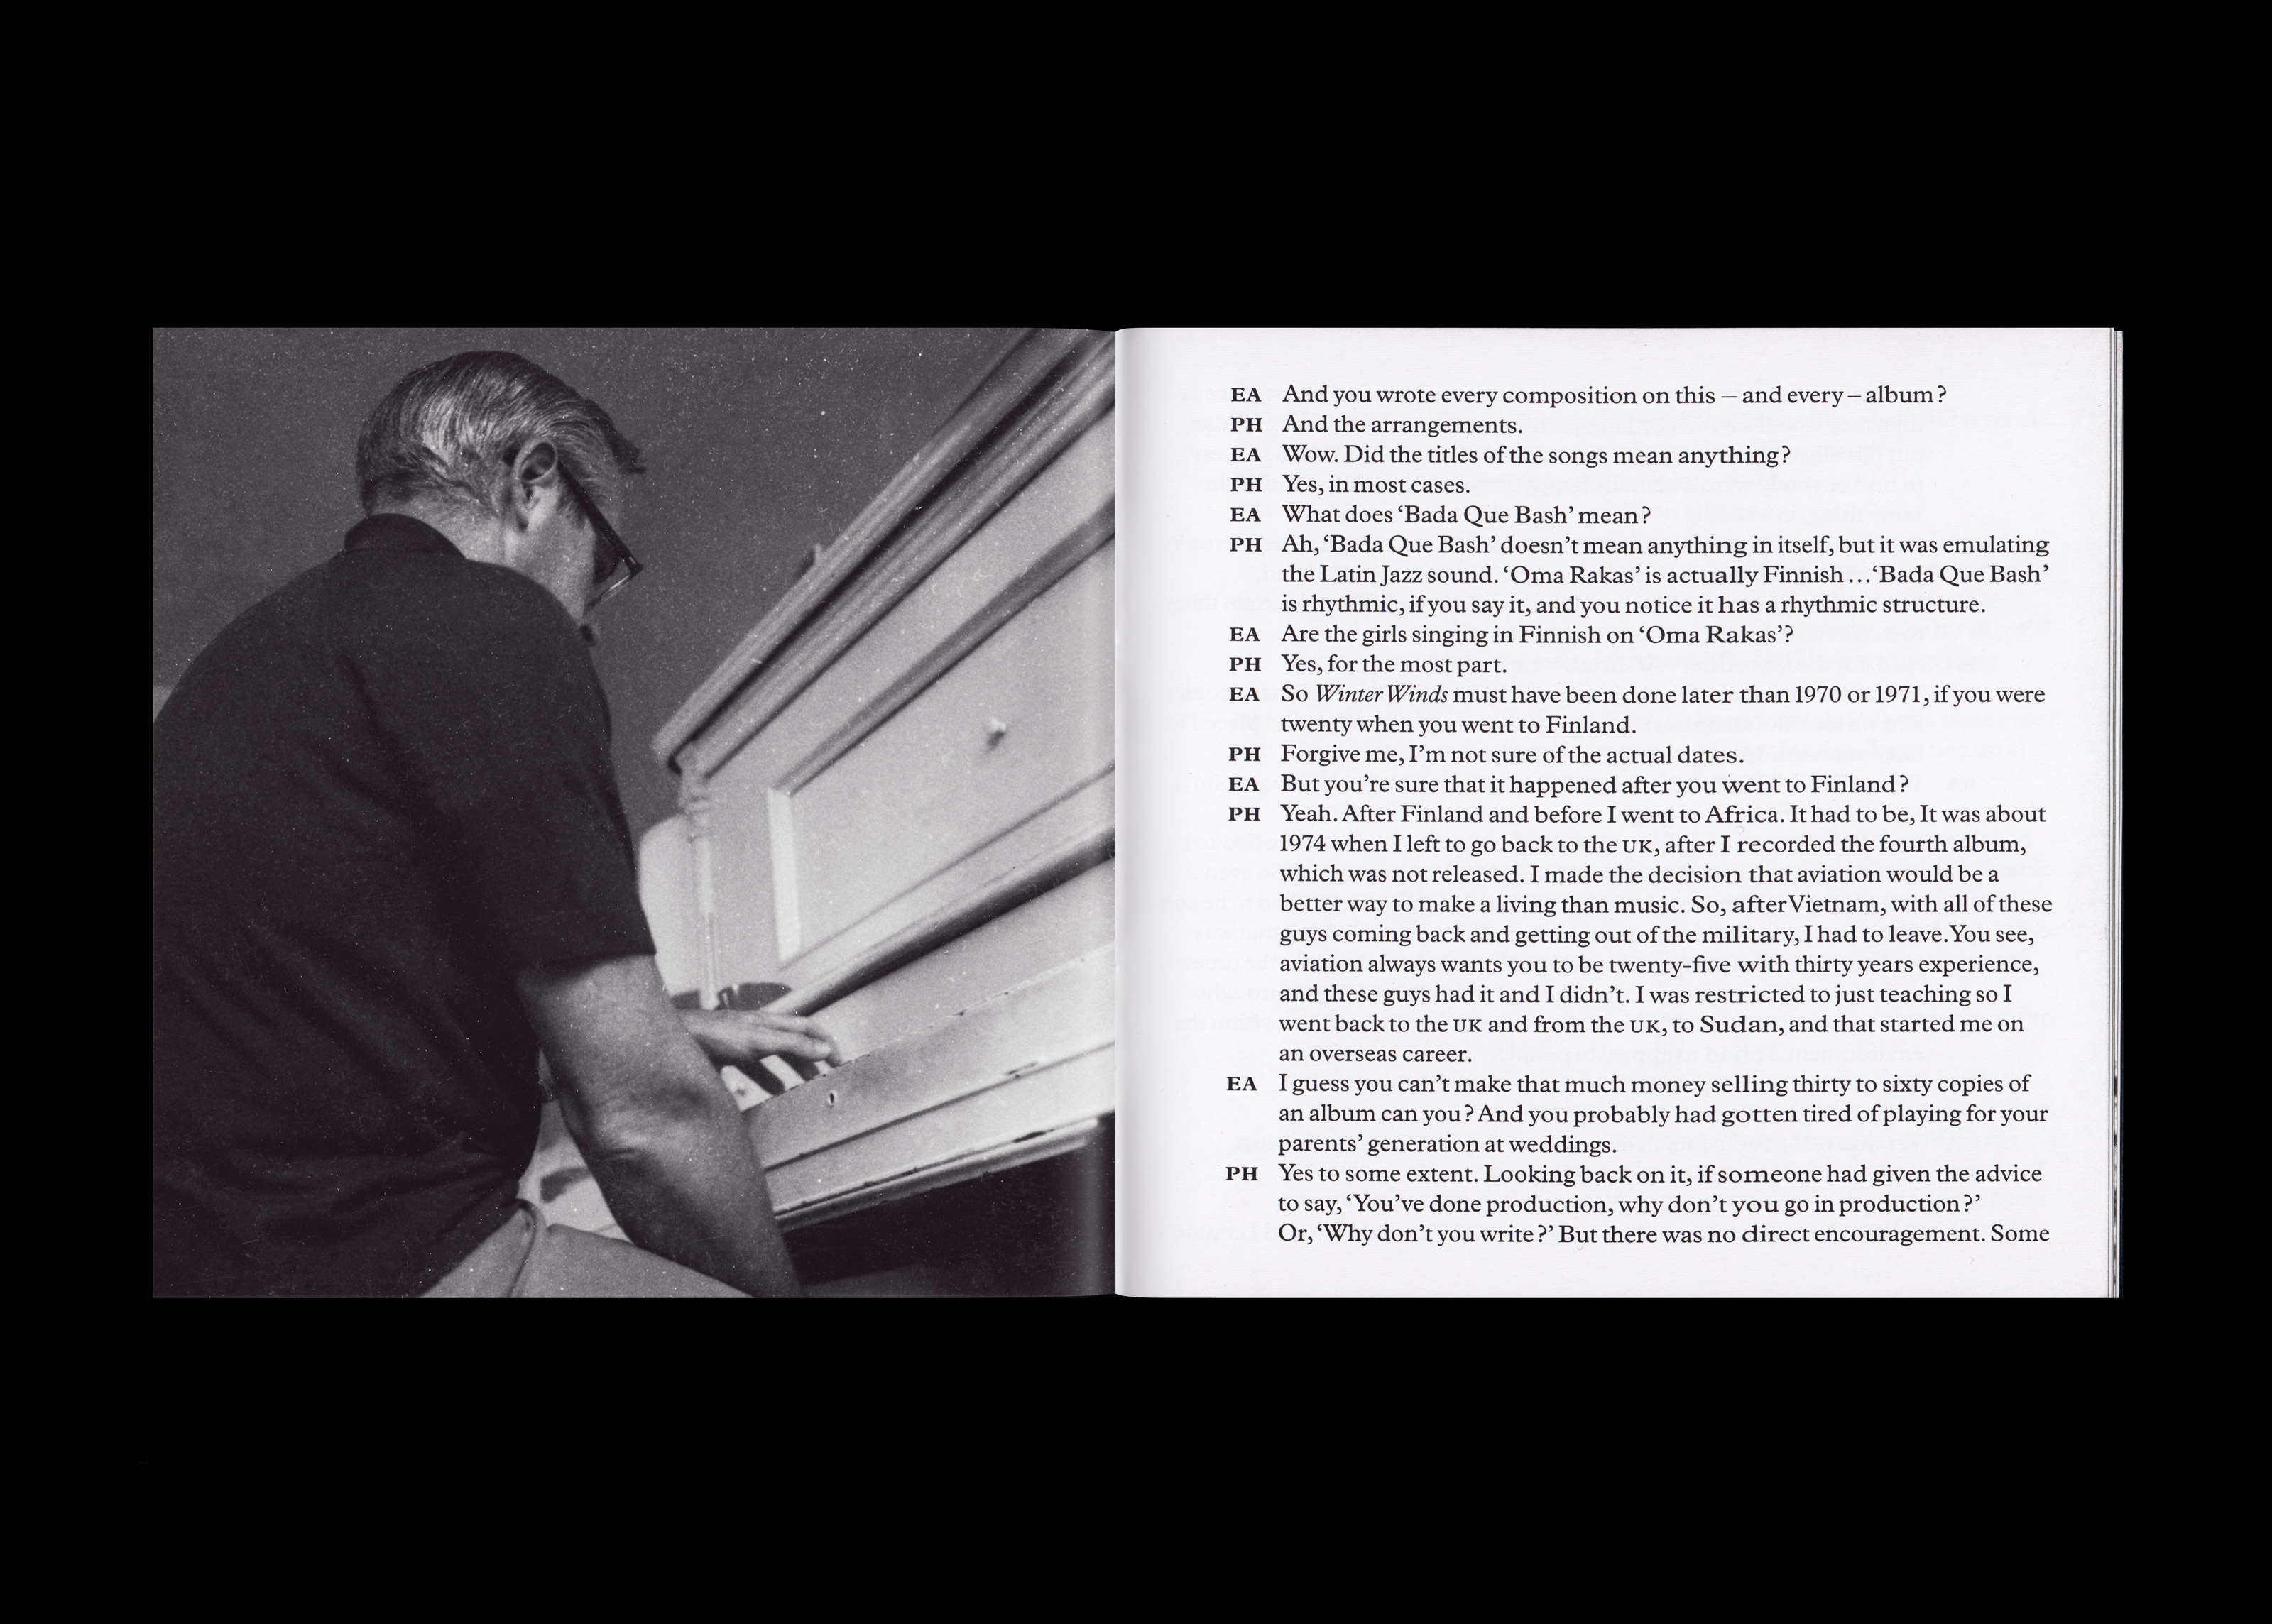 EA And you wrote every composition on this – and every – album?
PH And the arrangements.
EA Wow. Did the titles of the songs mean anything?
PH Yes, in most cases.
EA What does ‘Bada Que Bash’ mean?
PH Ah, ‘Bada Que Bash’ doesn’t mean anything in itself, but it was emulating
the Latin Jazz sound. ‘Oma Rakas’ is actually Finnish …‘Bada Que Bash’
is rhythmic, if you say it, and you notice it has a rhythmic structure.
EA Are the girls singing in Finnish on ‘Oma Rakas’?
PH Yes, for the most part.
EA So Winter Winds must have been done later than 1970 or 1971, if you were
twenty when you went to Finland.
PH Forgive me, I’m not sure of the actual dates.
EA But you’re sure that it happened after you went to Finland?
PH Yeah. After Finland and before I went to Africa. It had to be, It was about
1974 when I left to go back to the UK, after I recorded the fourth album,
which was not released. I made the decision that aviation would be a
better way to make a living than music. So, after Vietnam, with all of these
guys coming back and getting out of the military, I had to leave. You see,
aviation always wants you to be twenty-five with thirty years experience,
and these guys had it and I didn’t. I was restricted to just teaching so I
went back to the UK and from the UK, to Sudan, and that started me on
an overseas career.
EA I guess you can’t make that much money selling thirty to sixty copies of
an album can you? And you probably had gotten tired of playing for your
parents’ generation at weddings.
PH Yes to some extent. Looking back on it, if someone had given the advice
to say, ‘You’ve done production, why don’t you go in production?’
Or, ‘Why don’t you write?’ But there was no direct encouragement. Some